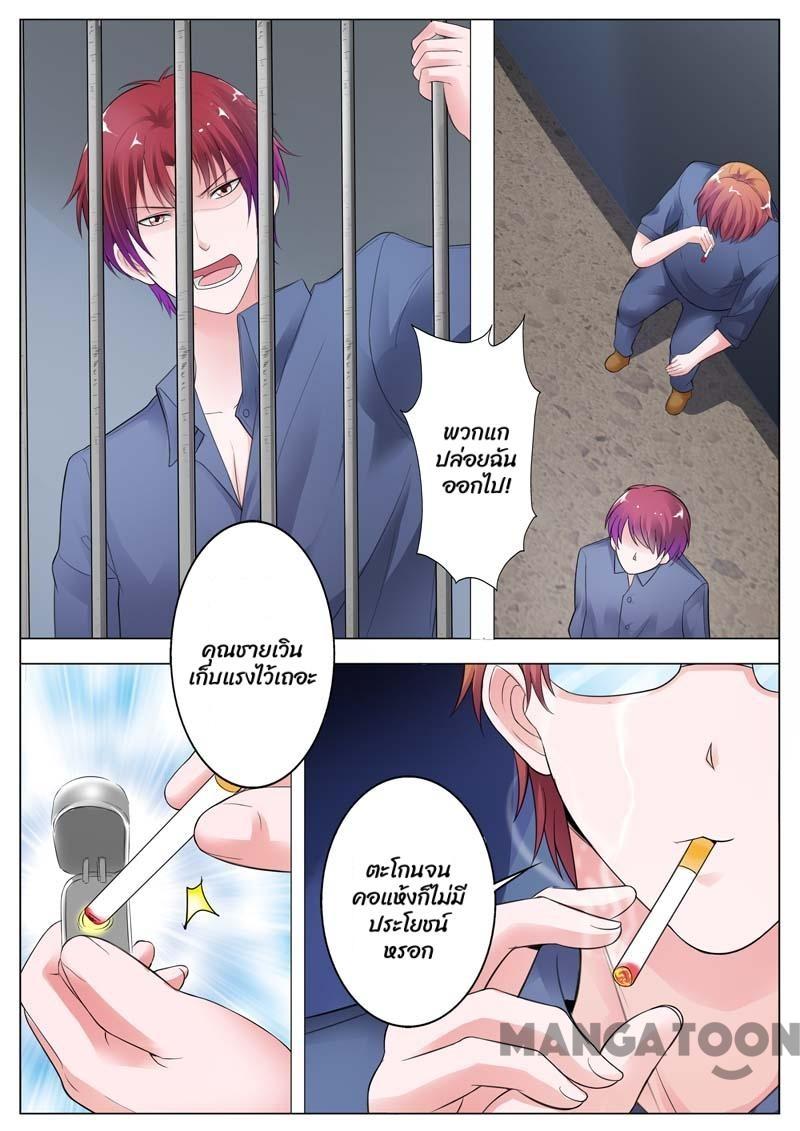 พวกแก
ปล่อยฉัน
ออกไป!
คุณชายเวิน
เก็บแรงไว้เถอะ
ตะโกนจน
คอแห้งก็ไม่มี
ประโยชน์
หรอก
MANGATOON